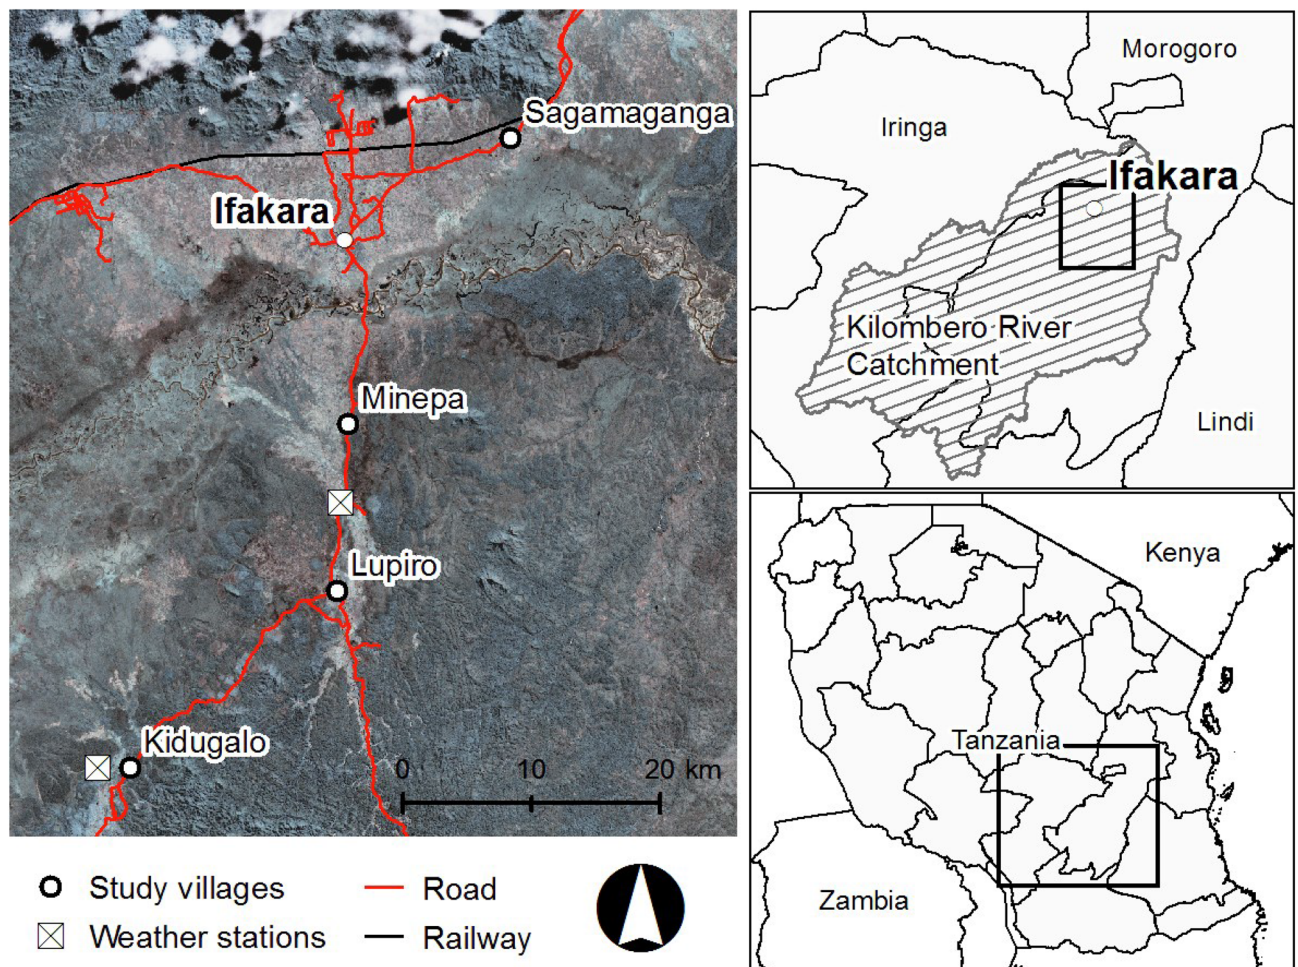 Sagamaganga
Ifakara
Minepa
Lupiro
Kidugalo
0 10 20 km
Study villages
Weather stations
Road
Railway
Morogoro
Iringa
Ifakara
Kilombero River
Catchment
Lindi
Kenya
Tanzania
Zambia